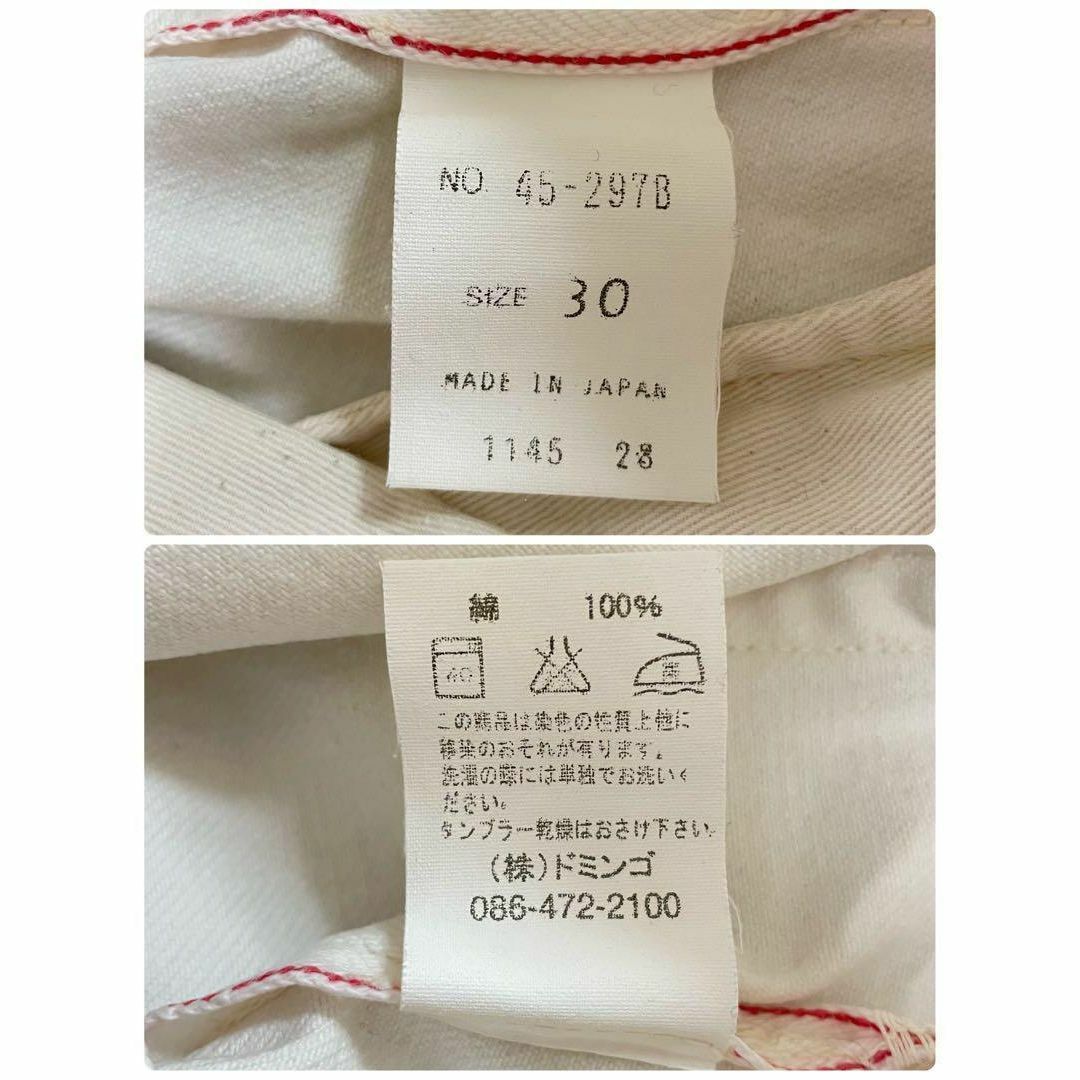 NO 45-297B
SIZE 30
MADE IN JAPAN
1145 28
綿 100%
40
この商品は染色の性質上他に
移染のおそれが有ります。
洗濯の際には単独でお洗いく
ださい。
タンブラー乾燥はおさけ下さい。
(株)ドミンゴ
086-472-2100